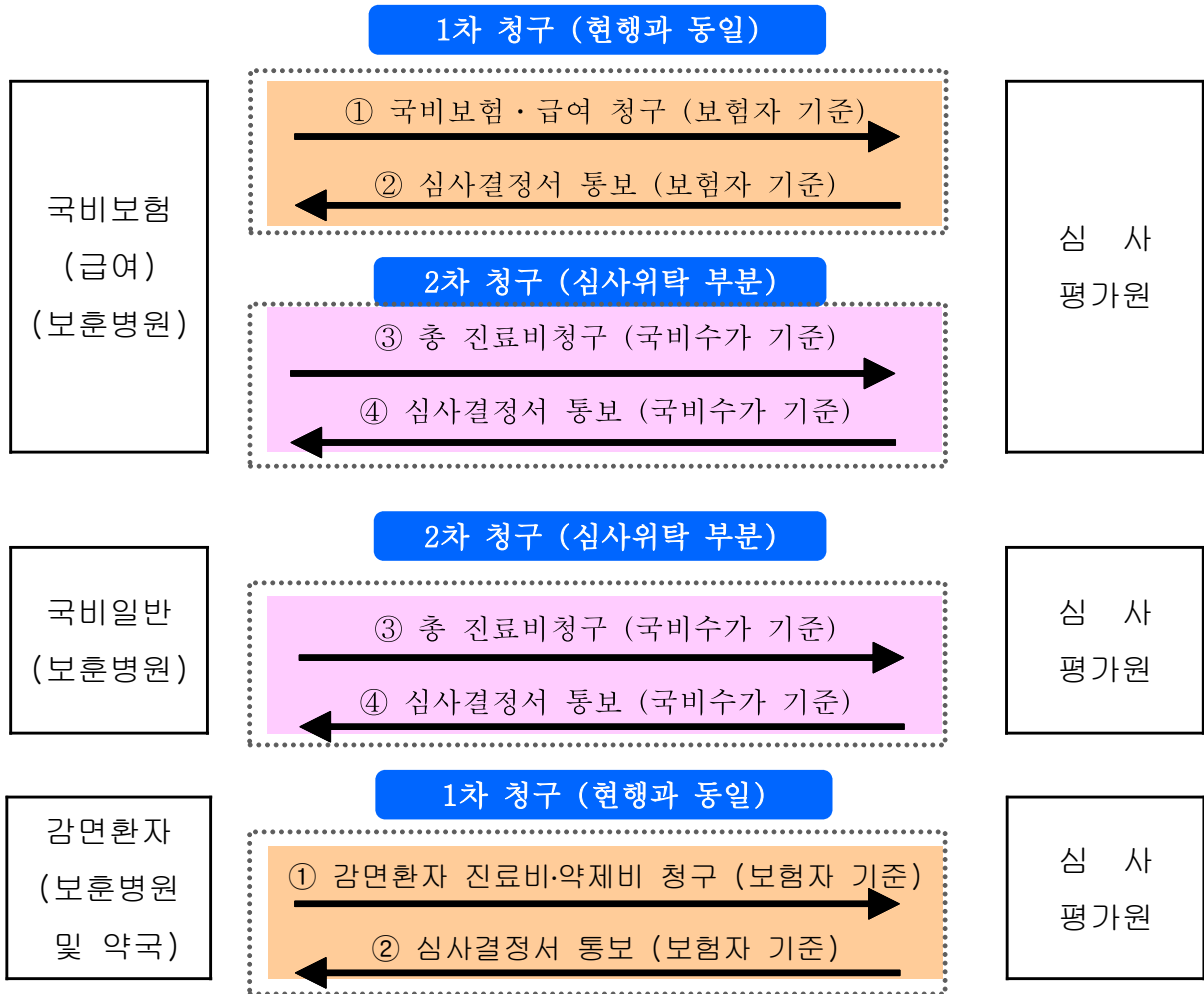 1차 청구 (현행과 동일)
국비보험
(급여)
(보훈병원)
① 국비보험·급여 청구 (보험자 기준)
② 심사결정서 통보 (보험자 기준)
심 사
평가원
2차 청구 (심사위탁 부분)
③ 총 진료비청구 (국비수가 기준)
④ 심사결정서 통보 (국비수가 기준)
2차 청구 (심사위탁 부분)
국비일반
(보훈병원)
③ 총 진료비청구 (국비수가 기준)
④ 심사결정서 통보 (국비수가 기준)
심 사
평가원
1차 청구 (현행과 동일)
감면환자
(보훈병원
및 약국)
① 감면환자 진료비·약제비 청구 (보험자 기준)
② 심사결정서 통보 (보험자 기준)
심 사
평가원